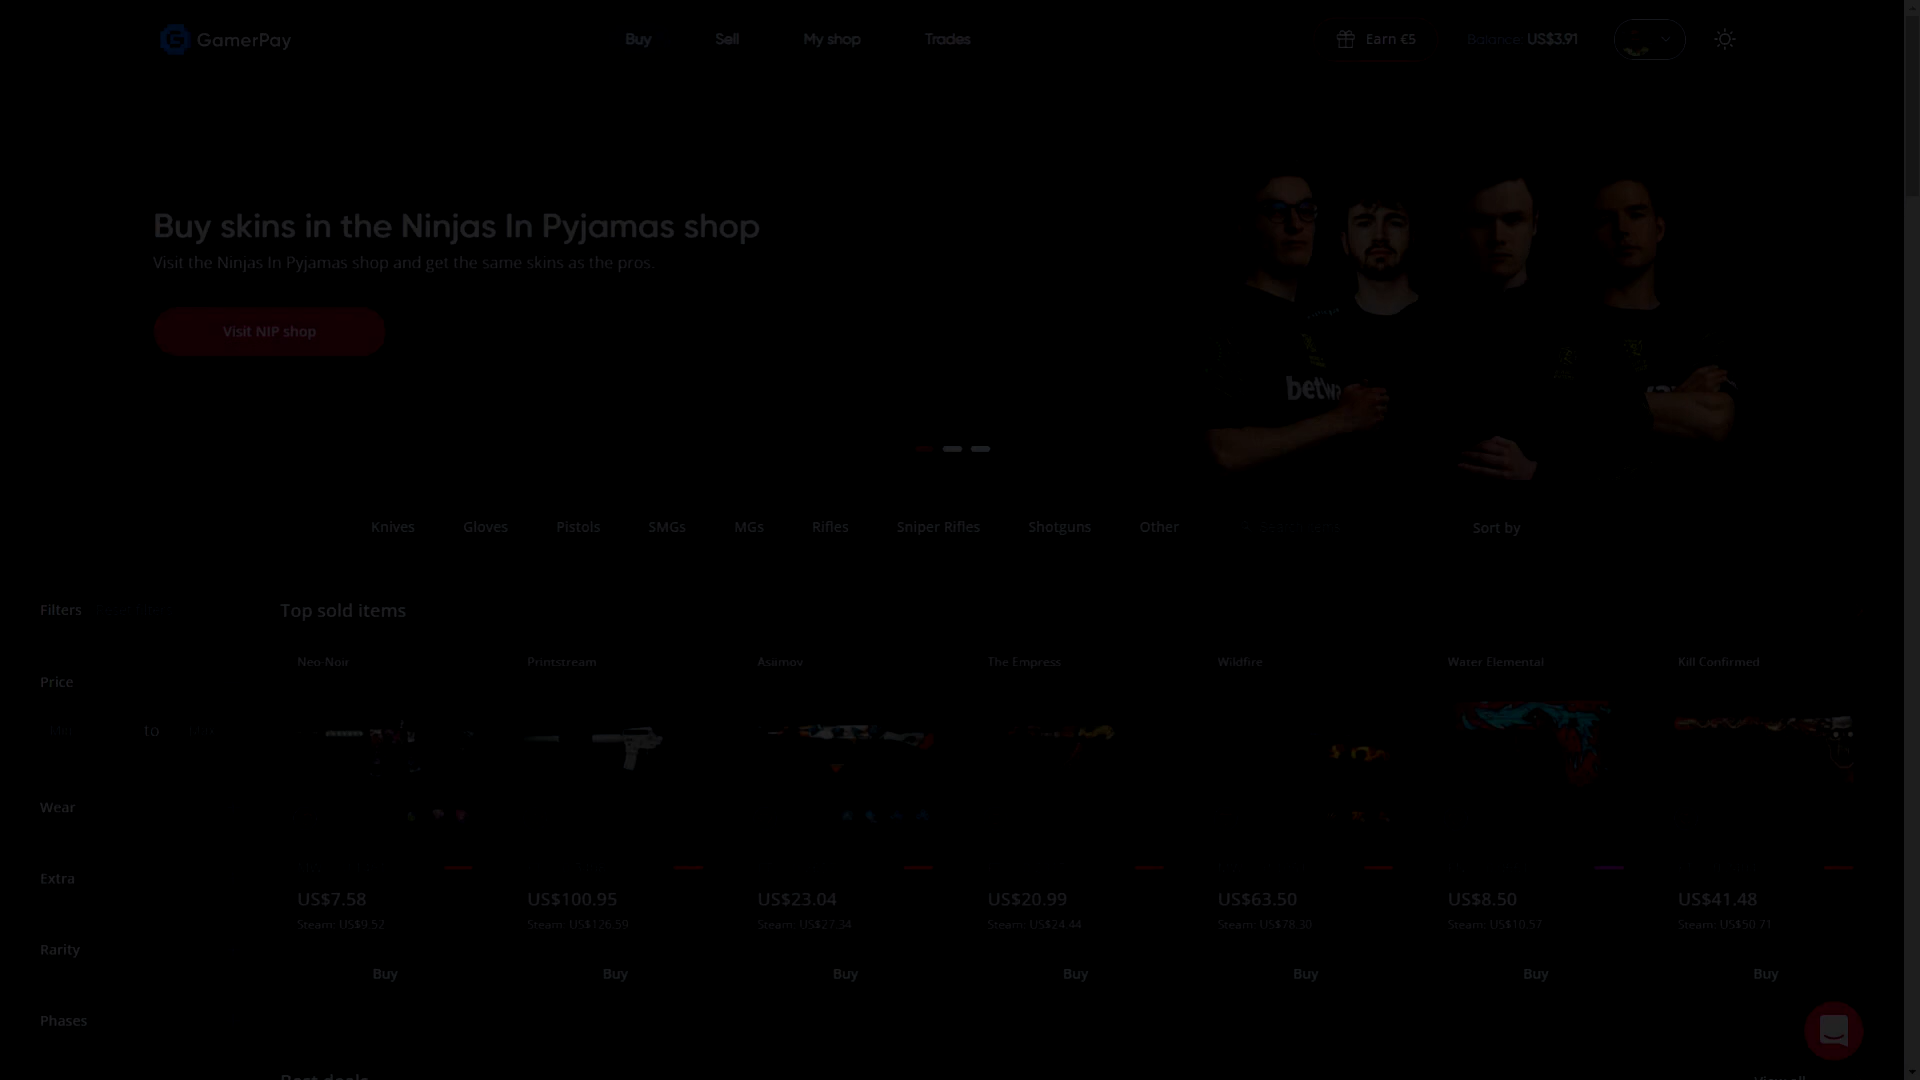 GamerPay
Buy
Sell
My shop
Trades
Earn €5
Balance US$3.91
Buy skins in the Ninjas In Pyjamas shop
Visit the Ninjas In Pyjamas shop and get the same skins as the pros.
Visit NIP shop
betw
Knives
Gloves
Pistols
SMGs
MGs
Rifles
Sniper Rifles
Shotguns
Other
Sort by
Filters
Top sold items
Price
to
Wear
Extra
Rarity
Phases
Neo-Noir
Printstream
Asiimov
The Empress
Wildfire
Water Elemental
Kill Confirmed
US$7.58
US$100.95
US$23.04
US$20.99
US$63.50
US$8.50
US$41.48
Steam: US$9.52
Steam: US$126.59
Steam: US$27.34
Steam: US$24.44
Steam: US$78.30
Steam: US$10.57
Steam: US$50.71
Buy
Buy
Buy
Buy
Buy
Buy
Buy
Best deals
View all